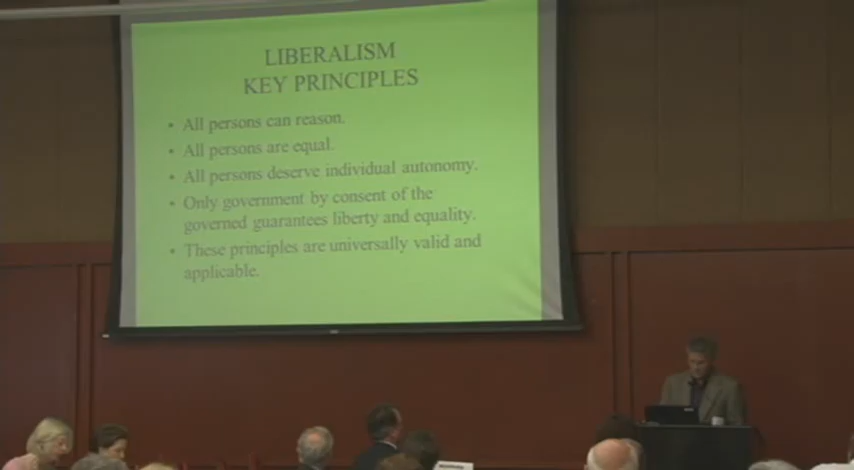 LIBERALISM
KEY PRINCIPLES
• All persons can reason.
• All persons are equal.
• All persons deserve individual autonomy.
• Only government by consent of the
governed guarantees liberty and equality.
• These principles are universally valid and
applicable.